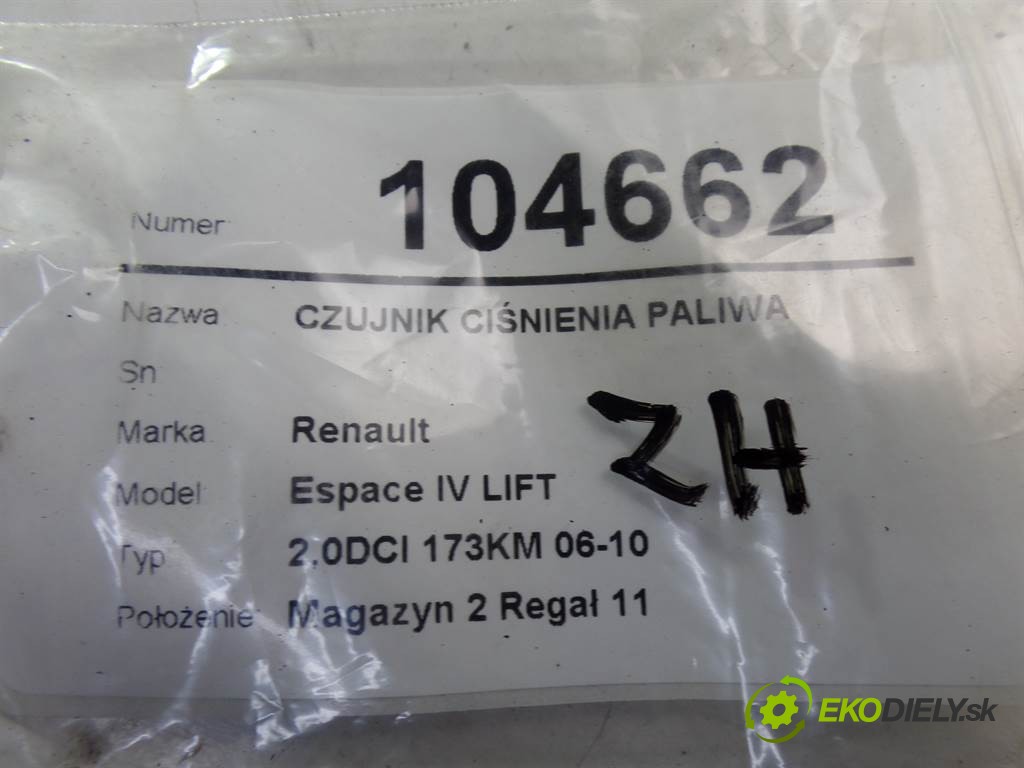 Numer: 104662
Nazwa CZUJNIK CIŚNIENIA PALIWA
Sn
Marka Renault
Model: Espace IV LIFT
Typ 2.0DCI 173KM 06-10
Położenie: Magazyn 2 Regał 11
ZH
EKODIELY.sk